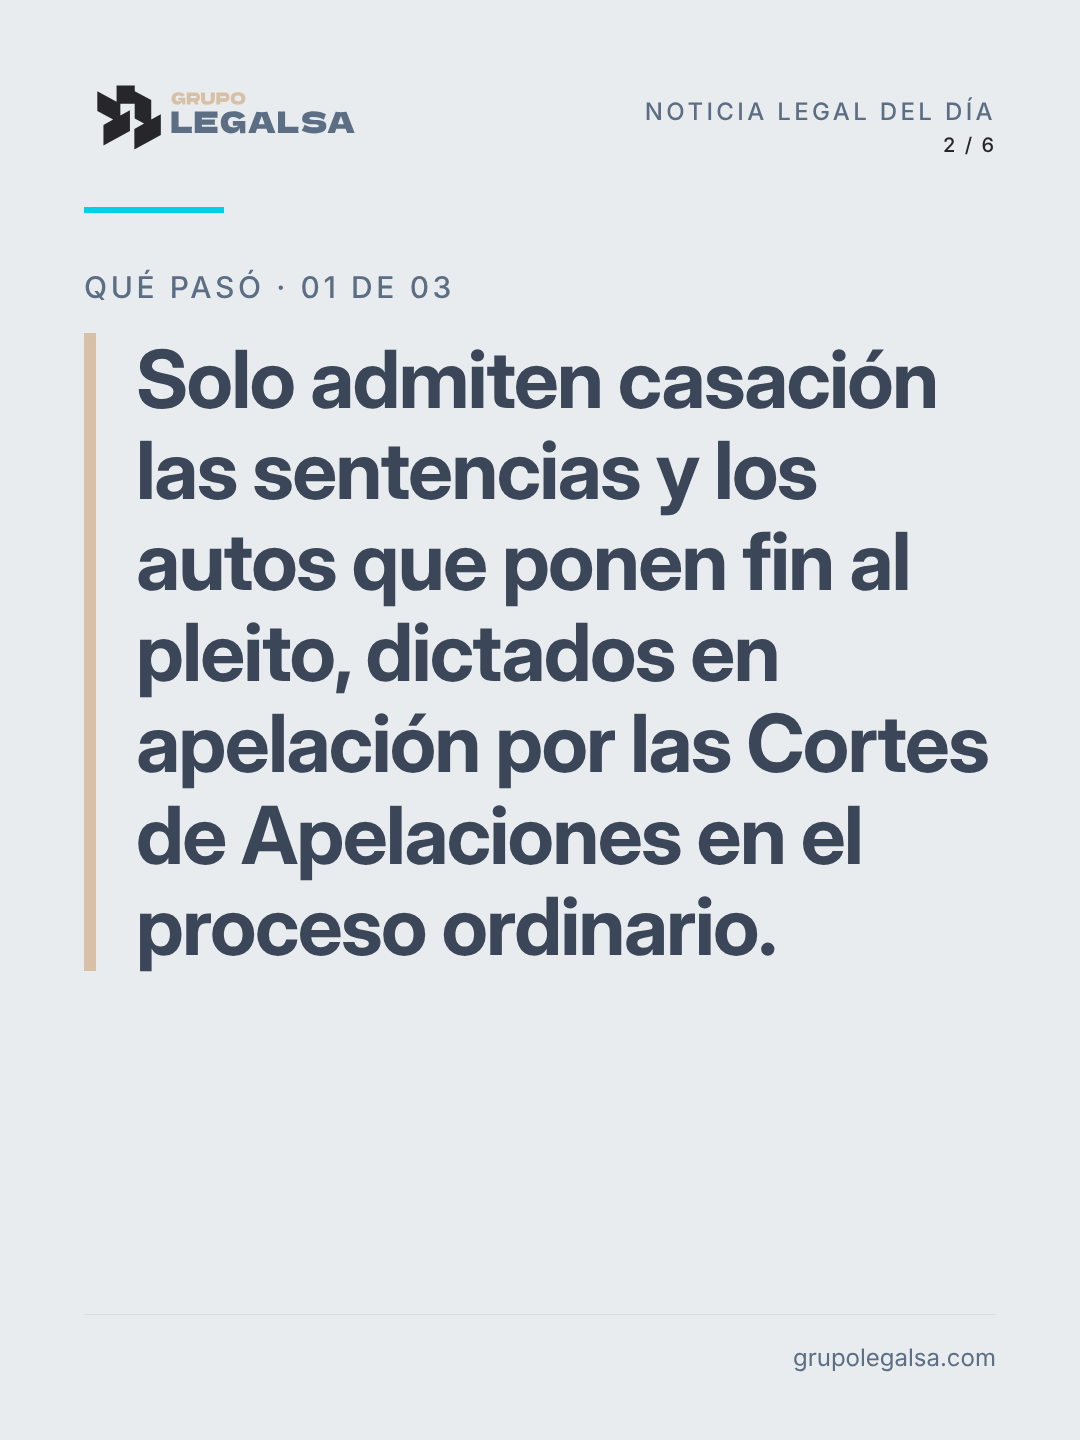 GRUPO
LEGALSA
NOTICIA LEGAL DEL DÍA
2 / 6
QUÉ PASÓ · 01 DE 03
Solo admiten casación
las sentencias y los
autos que ponen fin al
pleito, dictados en
apelación por las Cortes
de Apelaciones en el
proceso ordinario.
grupolegalsa.com